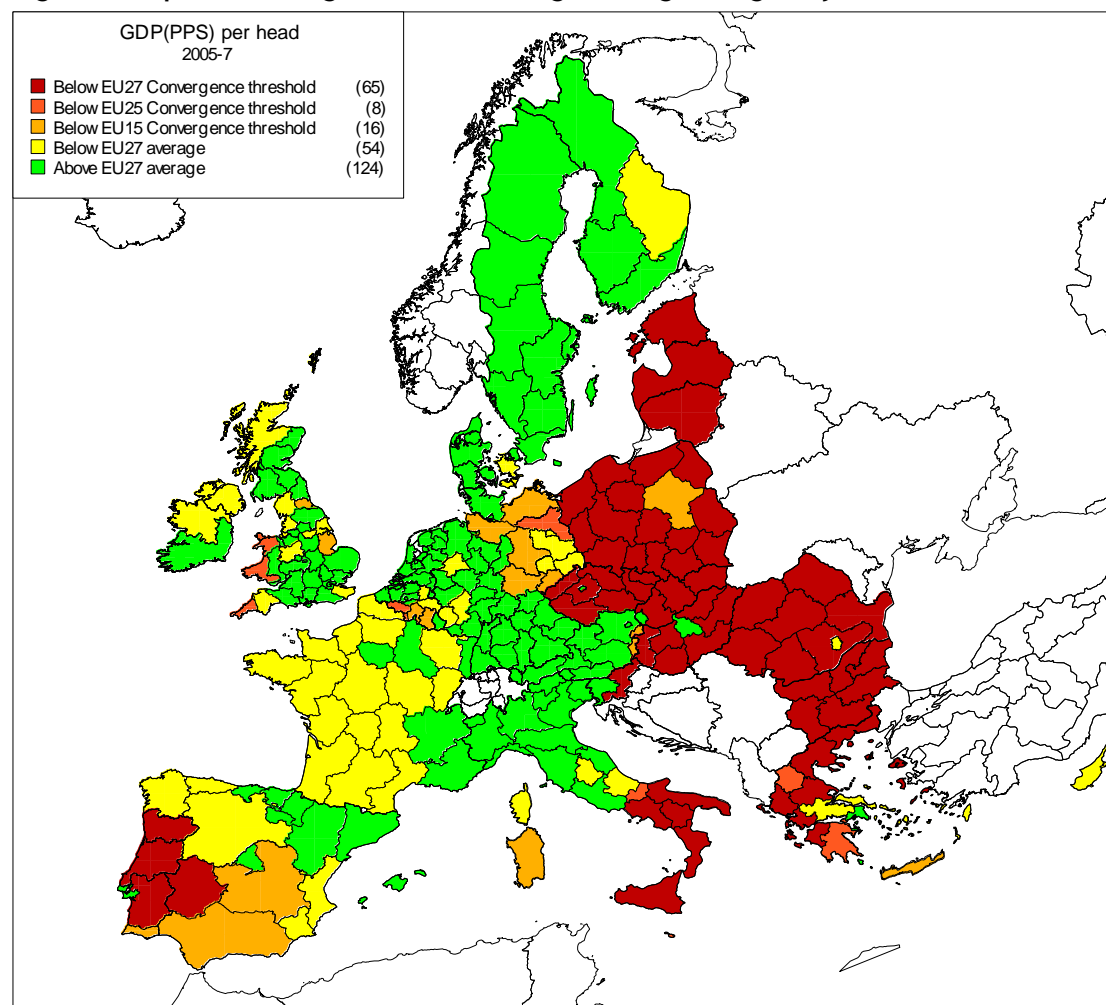 GDP(PPS) per head
2005-7
Below EU27 Convergence threshold (65)
Below EU25 Convergence threshold (8)
Below EU15 Convergence threshold (16)
Below EU27 average (54)
Above EU27 average (124)